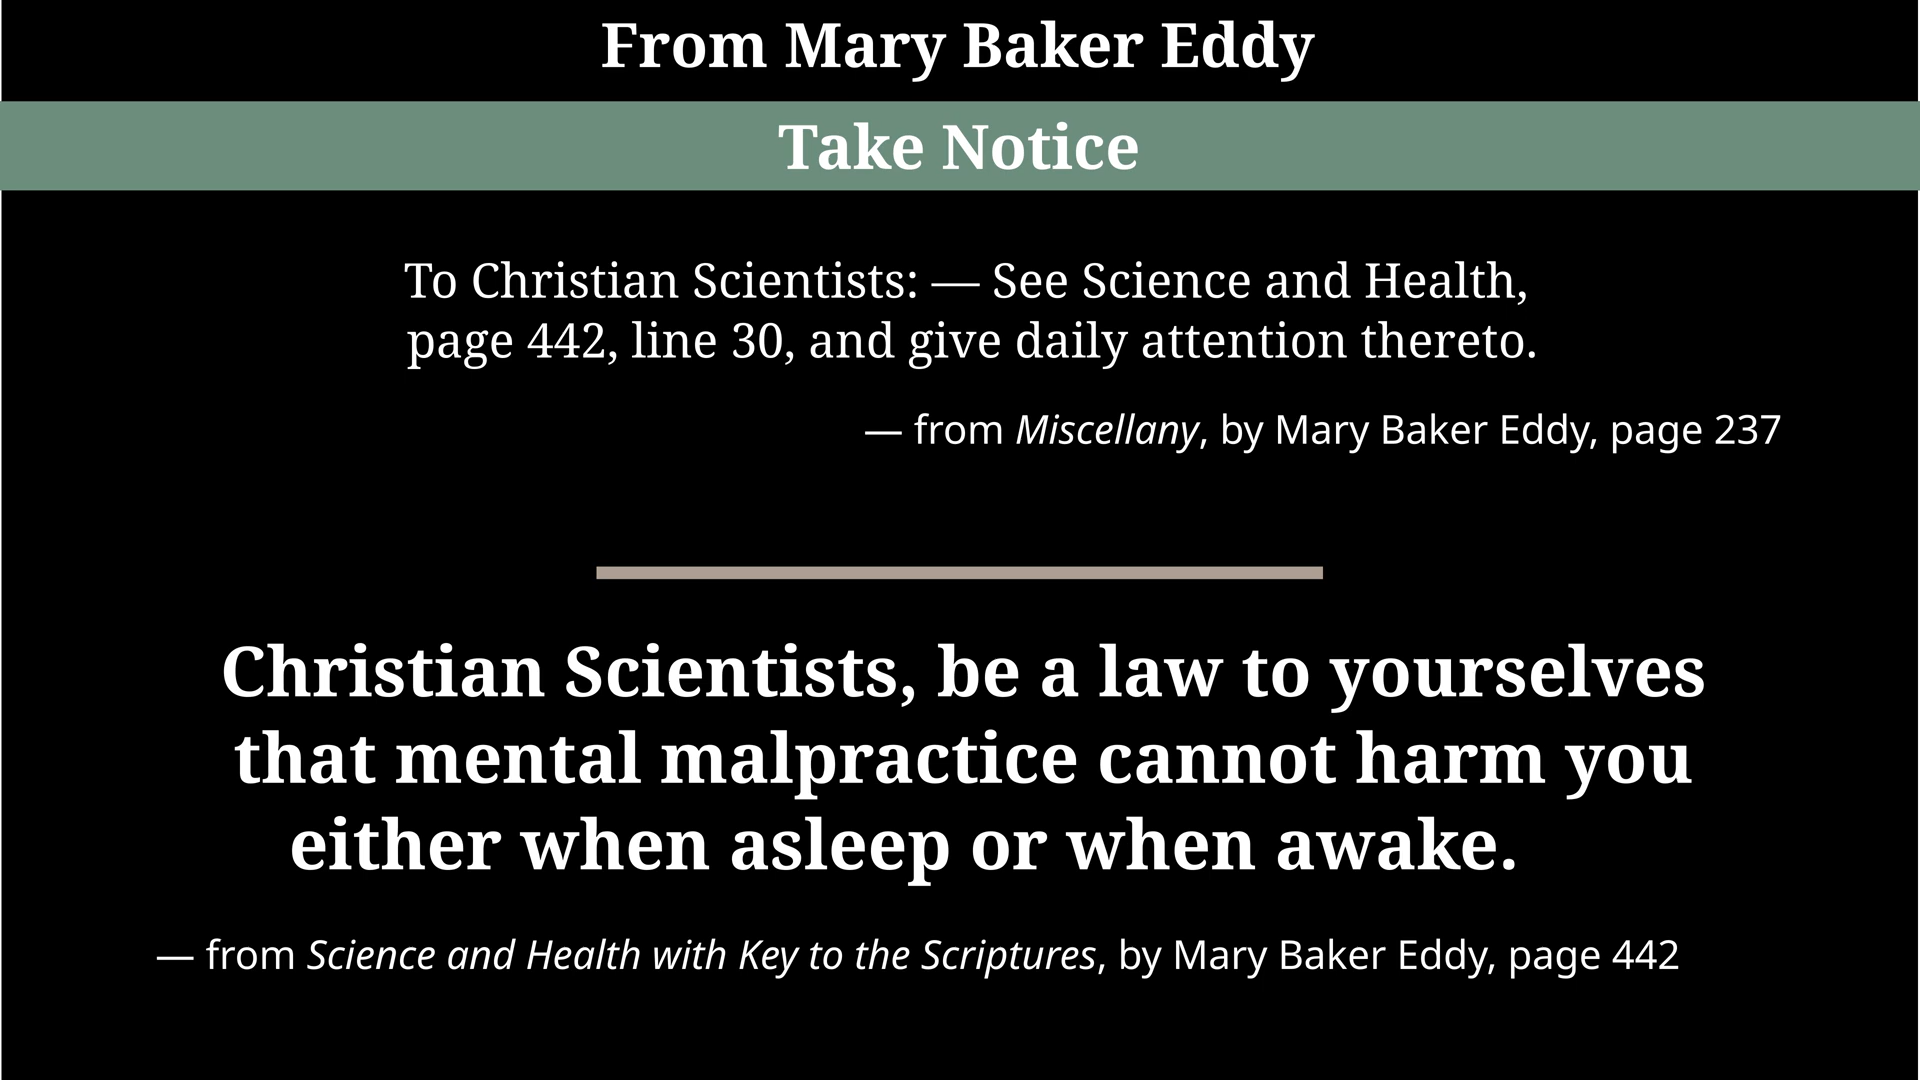 From Mary Baker Eddy
Take Notice
To Christian Scientists: — See Science and Health,
page 442, line 30, and give daily attention thereto.
— from Miscellany, by Mary Baker Eddy, page 237
Christian Scientists, be a law to yourselves
that mental malpractice cannot harm you
either when asleep or when awake.
— from Science and Health with Key to the Scriptures, by Mary Baker Eddy, page 442